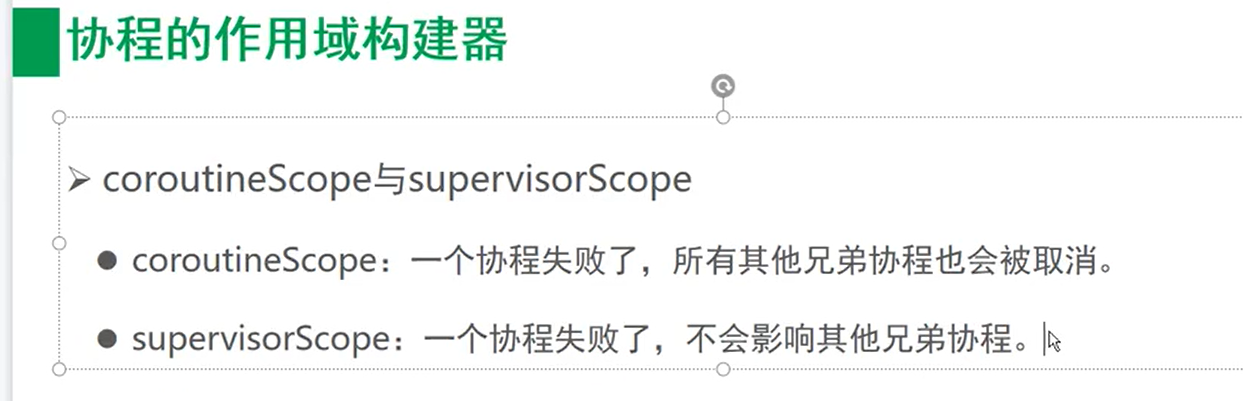 协程的作用域构建器
coroutineScope与supervisorScope
coroutineScope：一个协程失败了，所有其他兄弟协程也会被取消。
supervisorScope：一个协程失败了，不会影响其他兄弟协程。